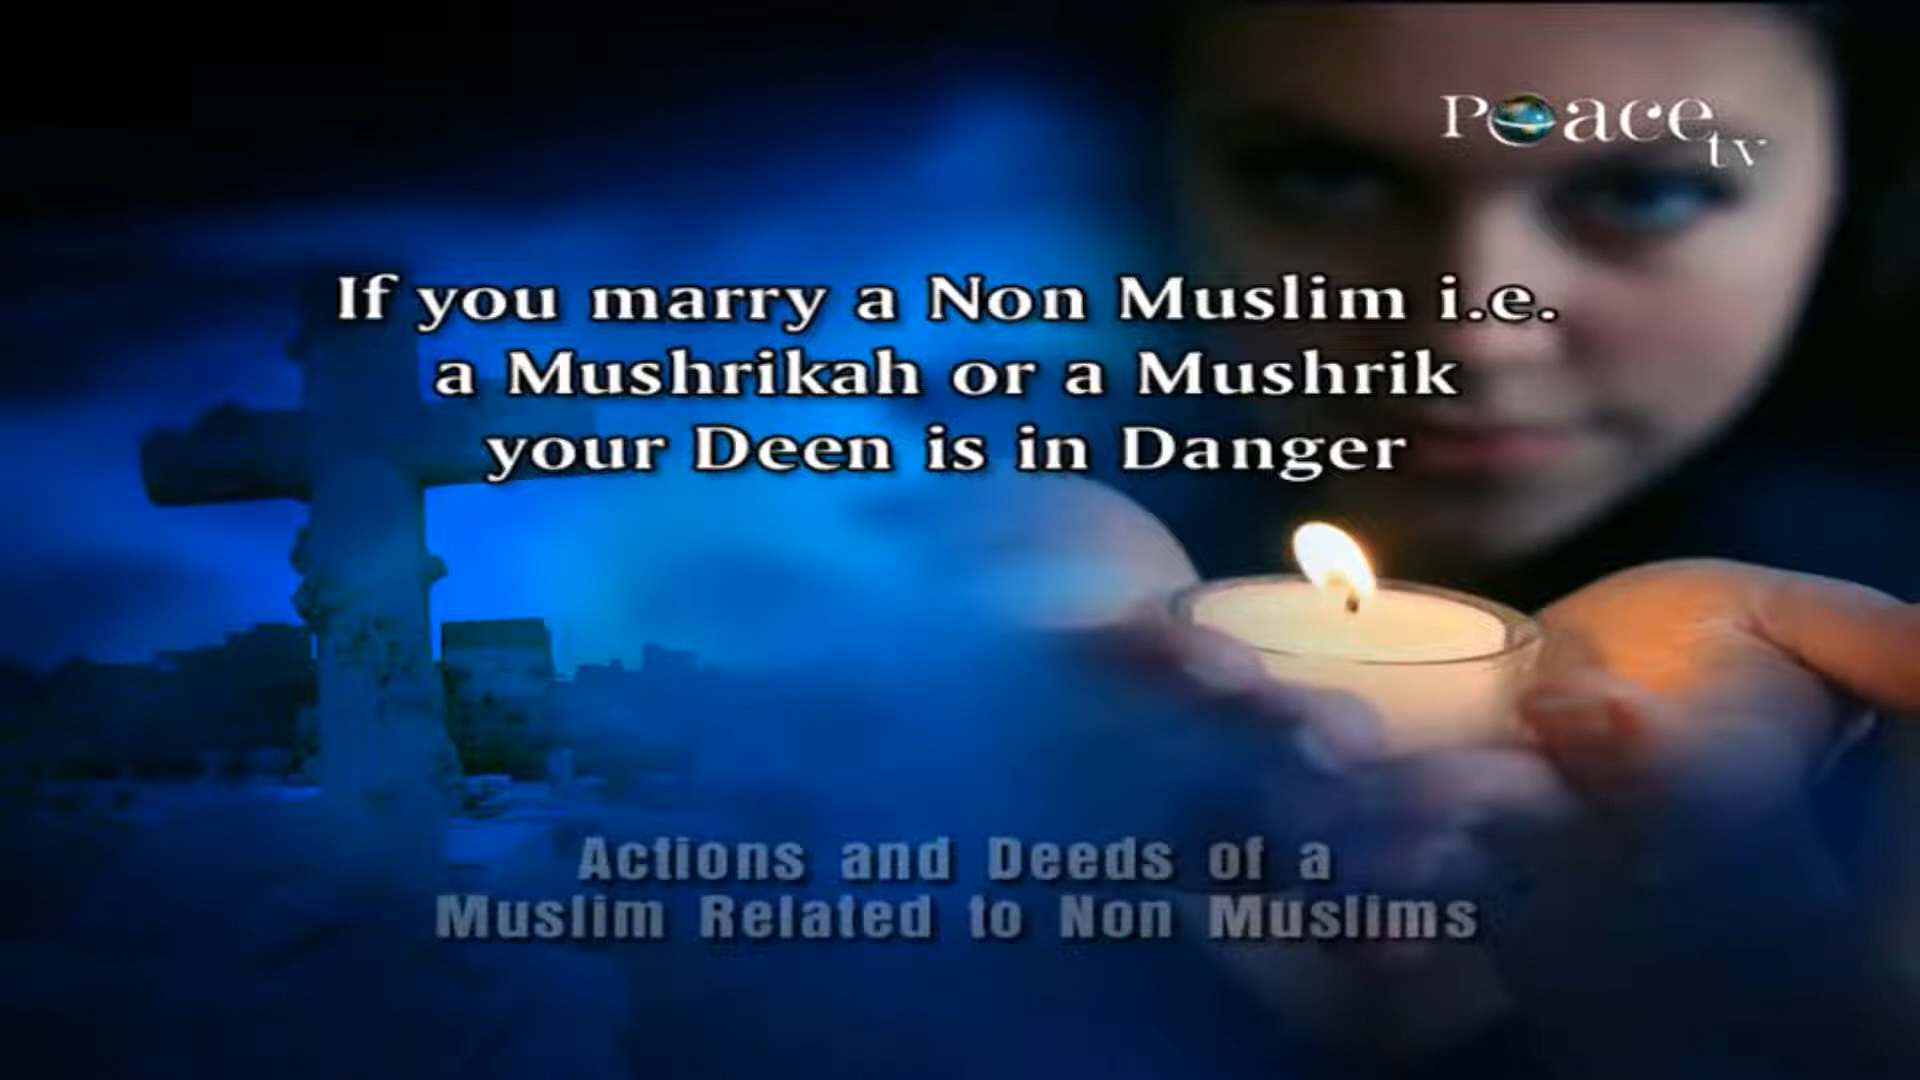 Peace tv
If you marry a Non Muslim i.e.
a Mushrikah or a Mushrik
your Deen is in Danger
Actions and Deeds of a
Muslim Related to Non Muslims